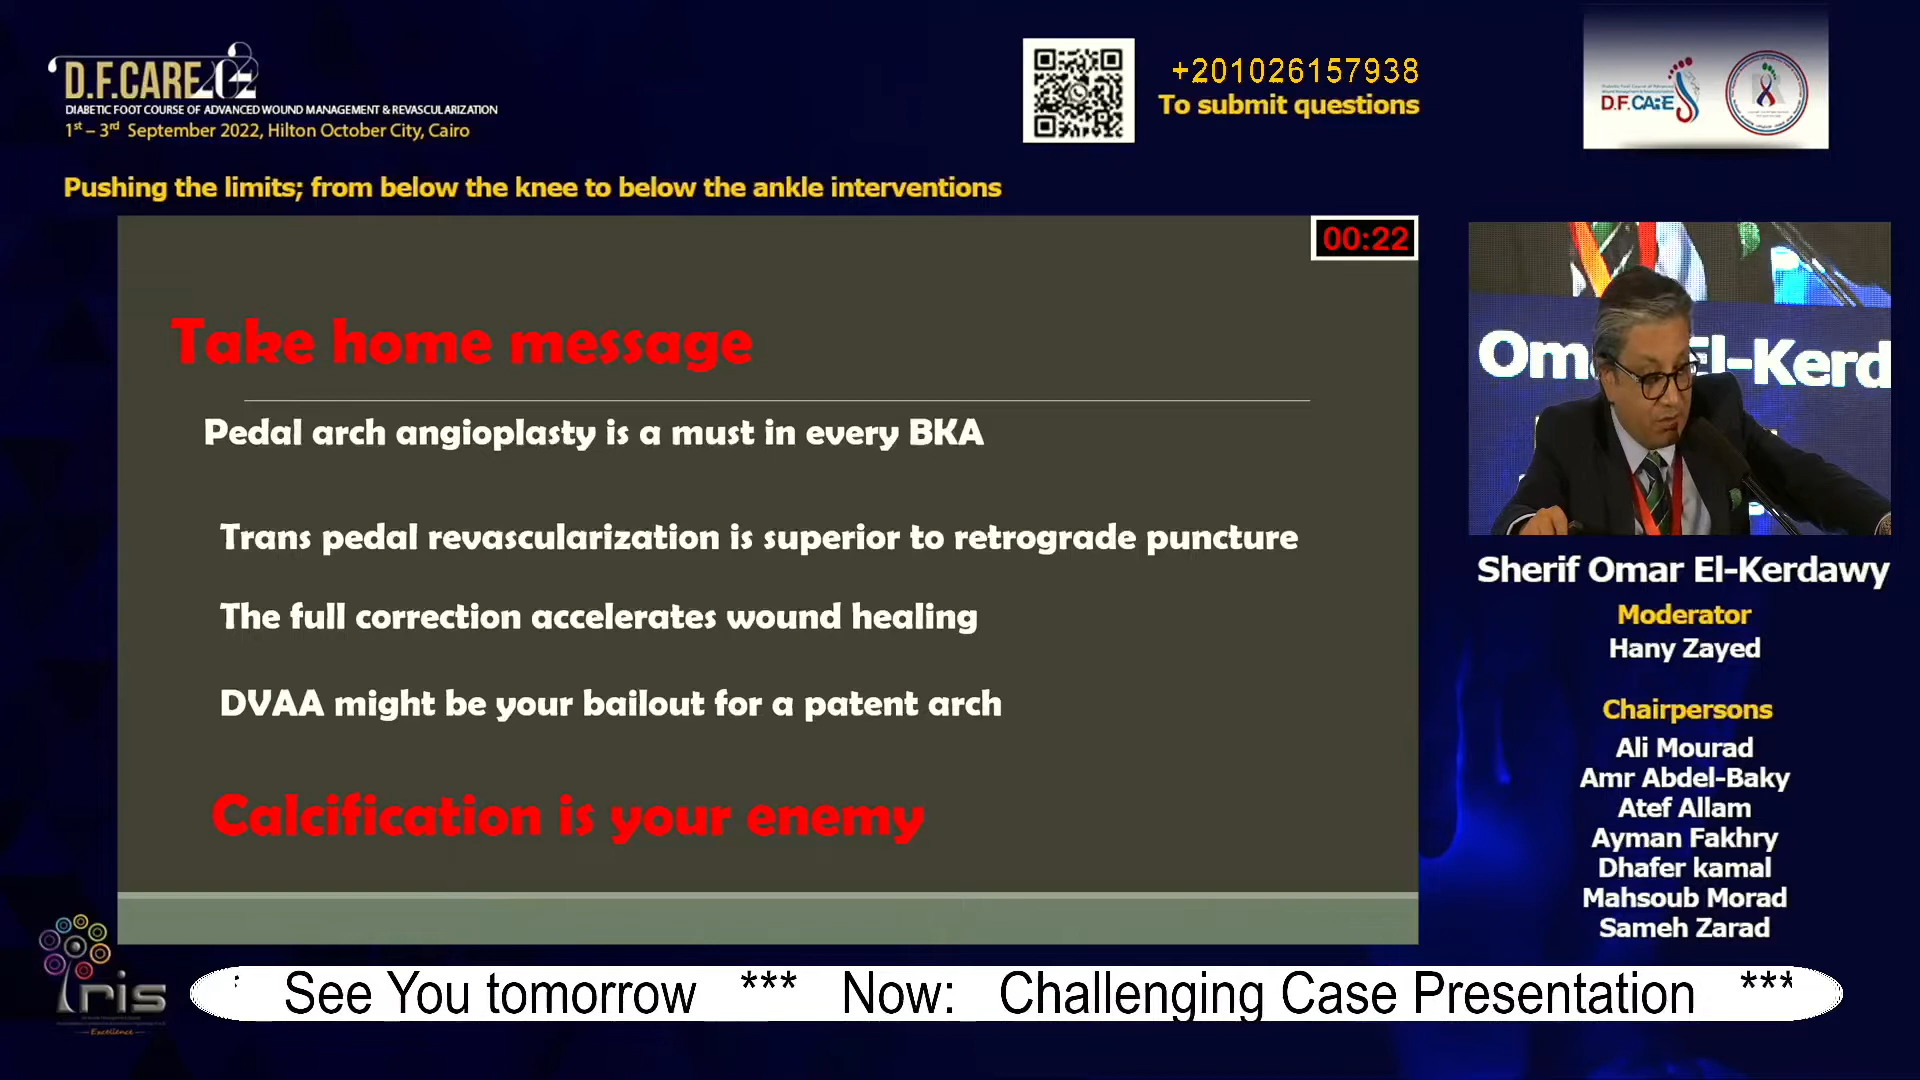 D.F.CARE
DIABETIC FOOT COURSE OF ADVANCED WOUND MANAGEMENT & REVASCULARIZATION
1st – 3rd September 2022, Hilton October City, Cairo
+201026157938
To submit questions
D.F.CARE
Pushing the limits; from below the knee to below the ankle interventions
00:22
Take home message
Pedal arch angioplasty is a must in every BKA
Trans pedal revascularization is superior to retrograde puncture
The full correction accelerates wound healing
DVAA might be your bailout for a patent arch
Calcification is your enemy
Om El-Kerd
Sherif Omar El-Kerdawy
Moderator
Hany Zayed
Chairpersons
Ali Mourad
Amr Abdel-Baky
Atef Allam
Ayman Fakhry
Dhafer kamal
Mahsoub Morad
Sameh Zarad
Iris
Excellence
See You tomorrow *** Now: Challenging Case Presentation ***